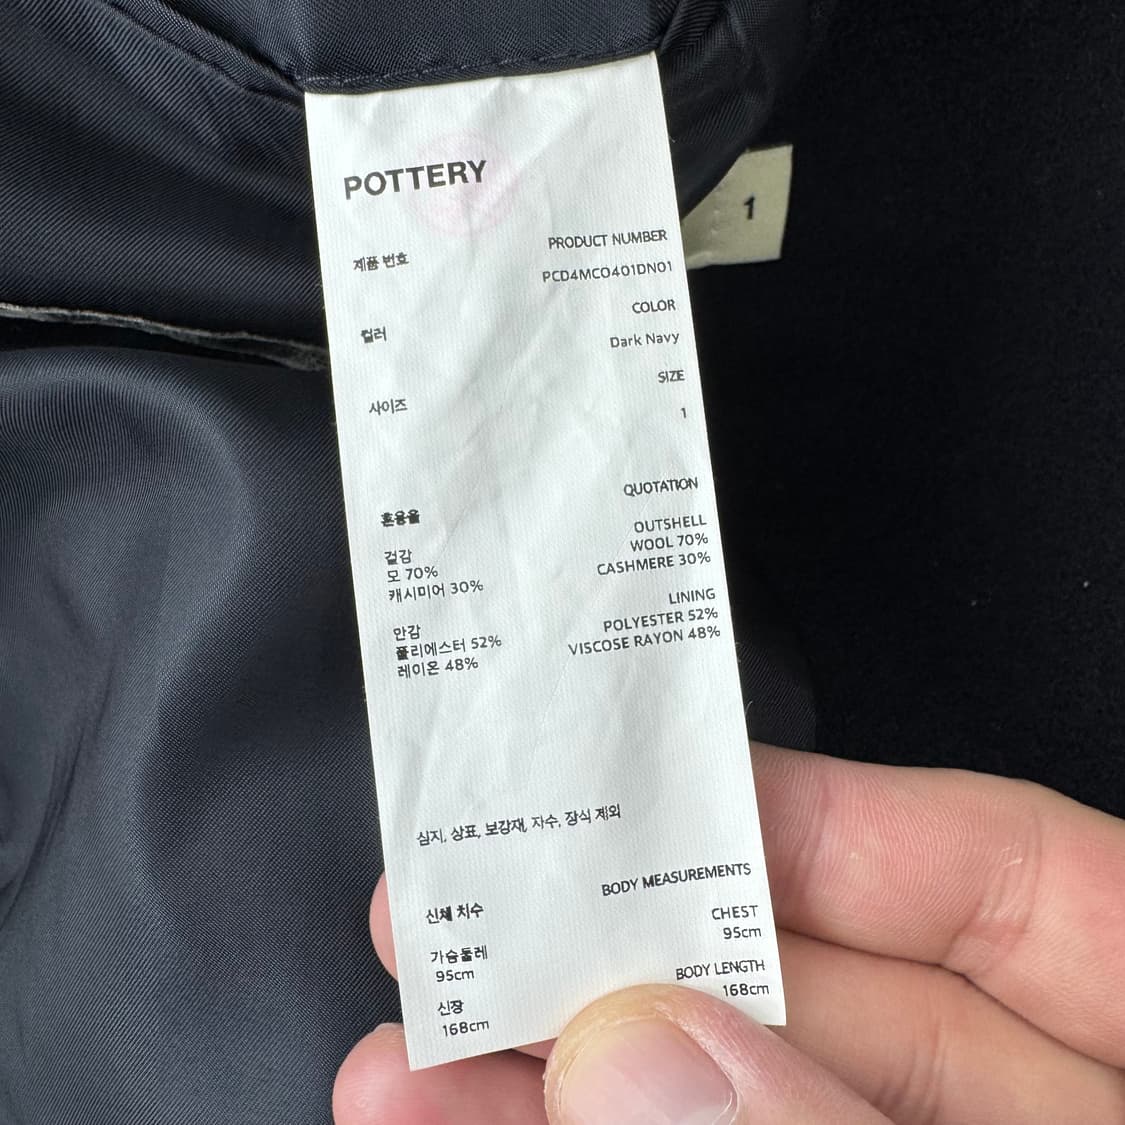 POTTERY
1
제품 번호
PRODUCT NUMBER
PCD4MCO401DN01
컬러
COLOR
Dark Navy
사이즈
SIZE
1
혼용율
QUOTATION
겉감
모 70%
캐시미어 30%
OUTSHELL
WOOL 70%
CASHMERE 30%
안감
폴리에스터 52%
레이온 48%
LINING
POLYESTER 52%
VISCOSE RAYON 48%
심지, 상표, 보강재, 자수, 장식 제외
신체 치수
BODY MEASUREMENTS
가슴둘레
95cm
CHEST
95cm
신장
168cm
BODY LENGTH
168cm